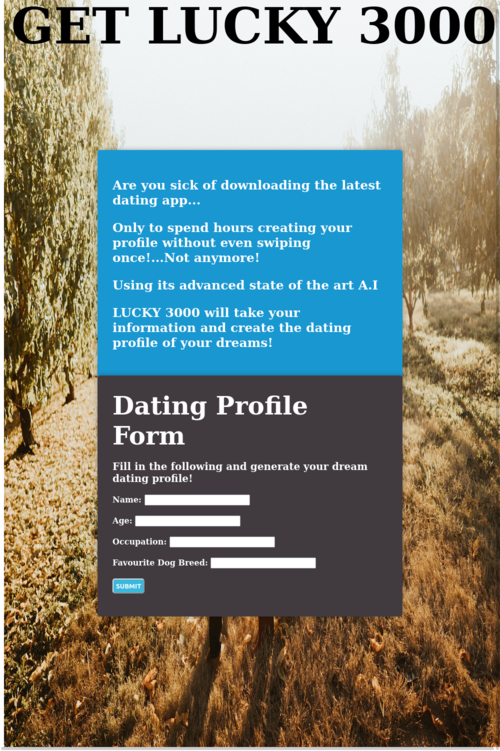 GET LUCKY 3000
Are you sick of downloading the latest
dating app...
Only to spend hours creating your
profile without even swiping
once!...Not anymore!
Using its advanced state of the art A.I
LUCKY 3000 will take your
information and create the dating
profile of your dreams!
Dating Profile
Form
Fill in the following and generate your dream
dating profile!
Name:
Age:
Occupation:
Favourite Dog Breed:
SUBMIT